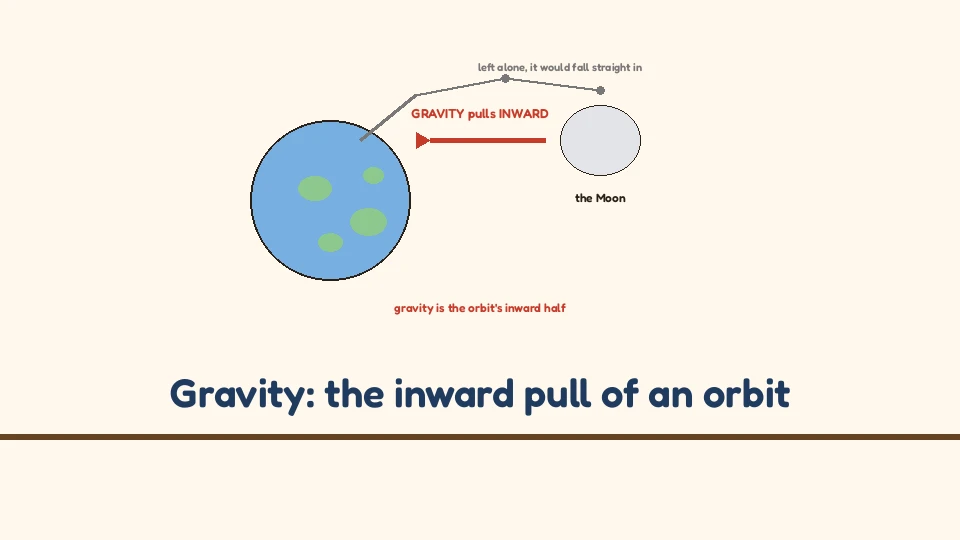 left alone, it would fall straight in
GRAVITY pulls INWARD
the Moon
gravity is the orbit's inward half
Gravity: the inward pull of an orbit